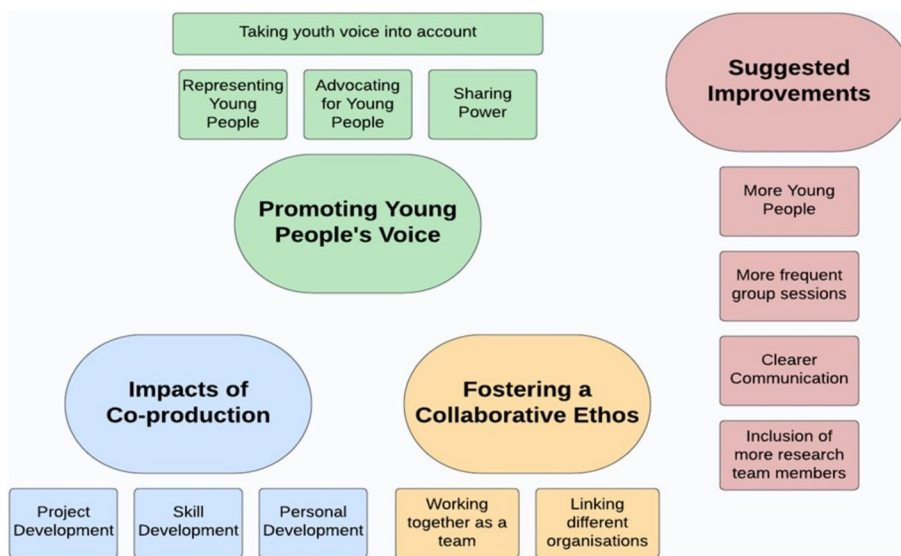 Taking youth voice into account
Representing
Young
People
Advocating
for Young
People
Sharing
Power
Promoting Young
People's Voice
Suggested
Improvements
More Young
People
More frequent
group sessions
Clearer
Communication
Inclusion of
more research
team members
Impacts of
Co-production
Project
Development
Skill
Development
Personal
Development
Fostering a
Collaborative Ethos
Working
together as a
team
Linking
different
organisations